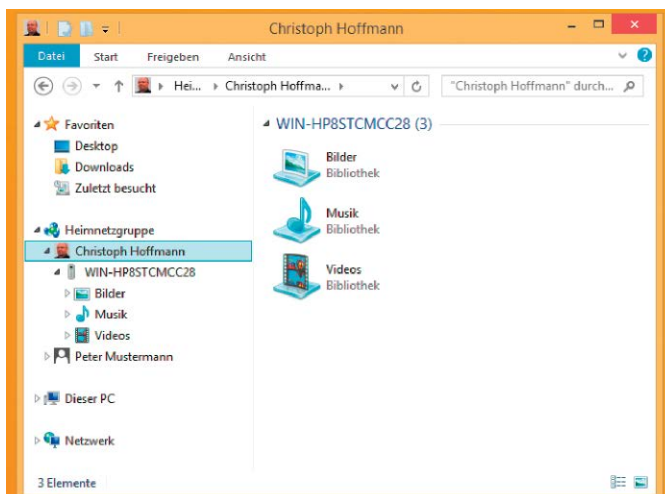 Christoph Hoffmann
Datei Start Freigeben Ansicht
Hei... Christoph Hoffma... "Christoph Hoffmann" durch...
Favoriten
Desktop
Downloads
Zuletzt besucht
Heimnetzgruppe
Christoph Hoffmann
WIN-HP8STCMCC28
Bilder
Musik
Videos
Peter Mustermann
Dieser PC
Netzwerk
WIN-HP8STCMCC28 (3)
Bilder
Bibliothek
Musik
Bibliothek
Videos
Bibliothek
3 Elemente